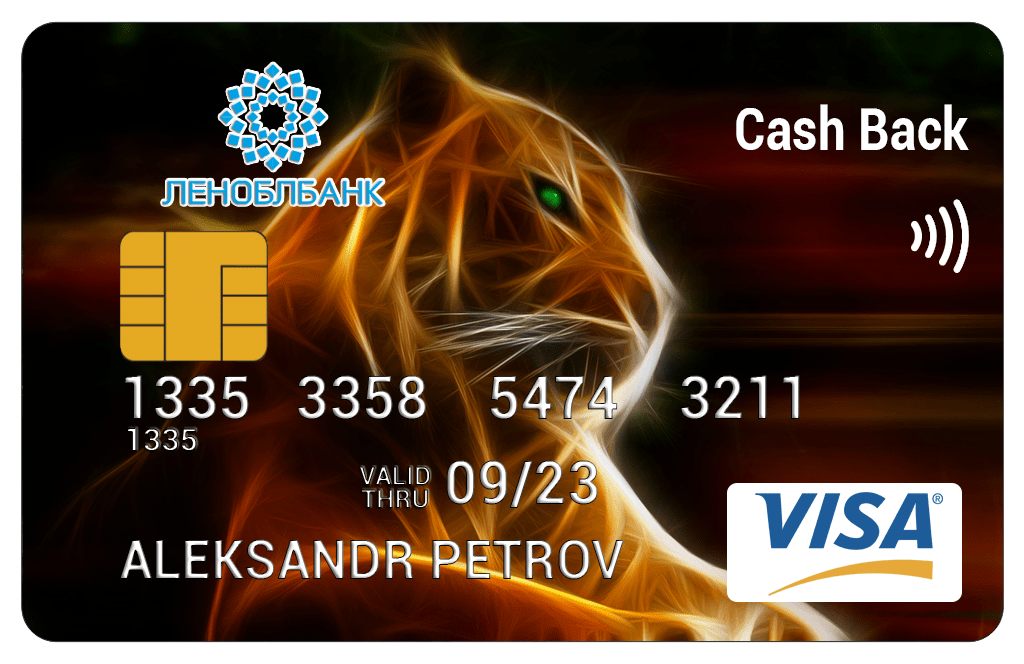 ЛЕНОБЛБАНК
Cash Back
1335 3358 5474 3211
1335
VALID THRU 09/23
ALEKSANDR PETROV
VISA®